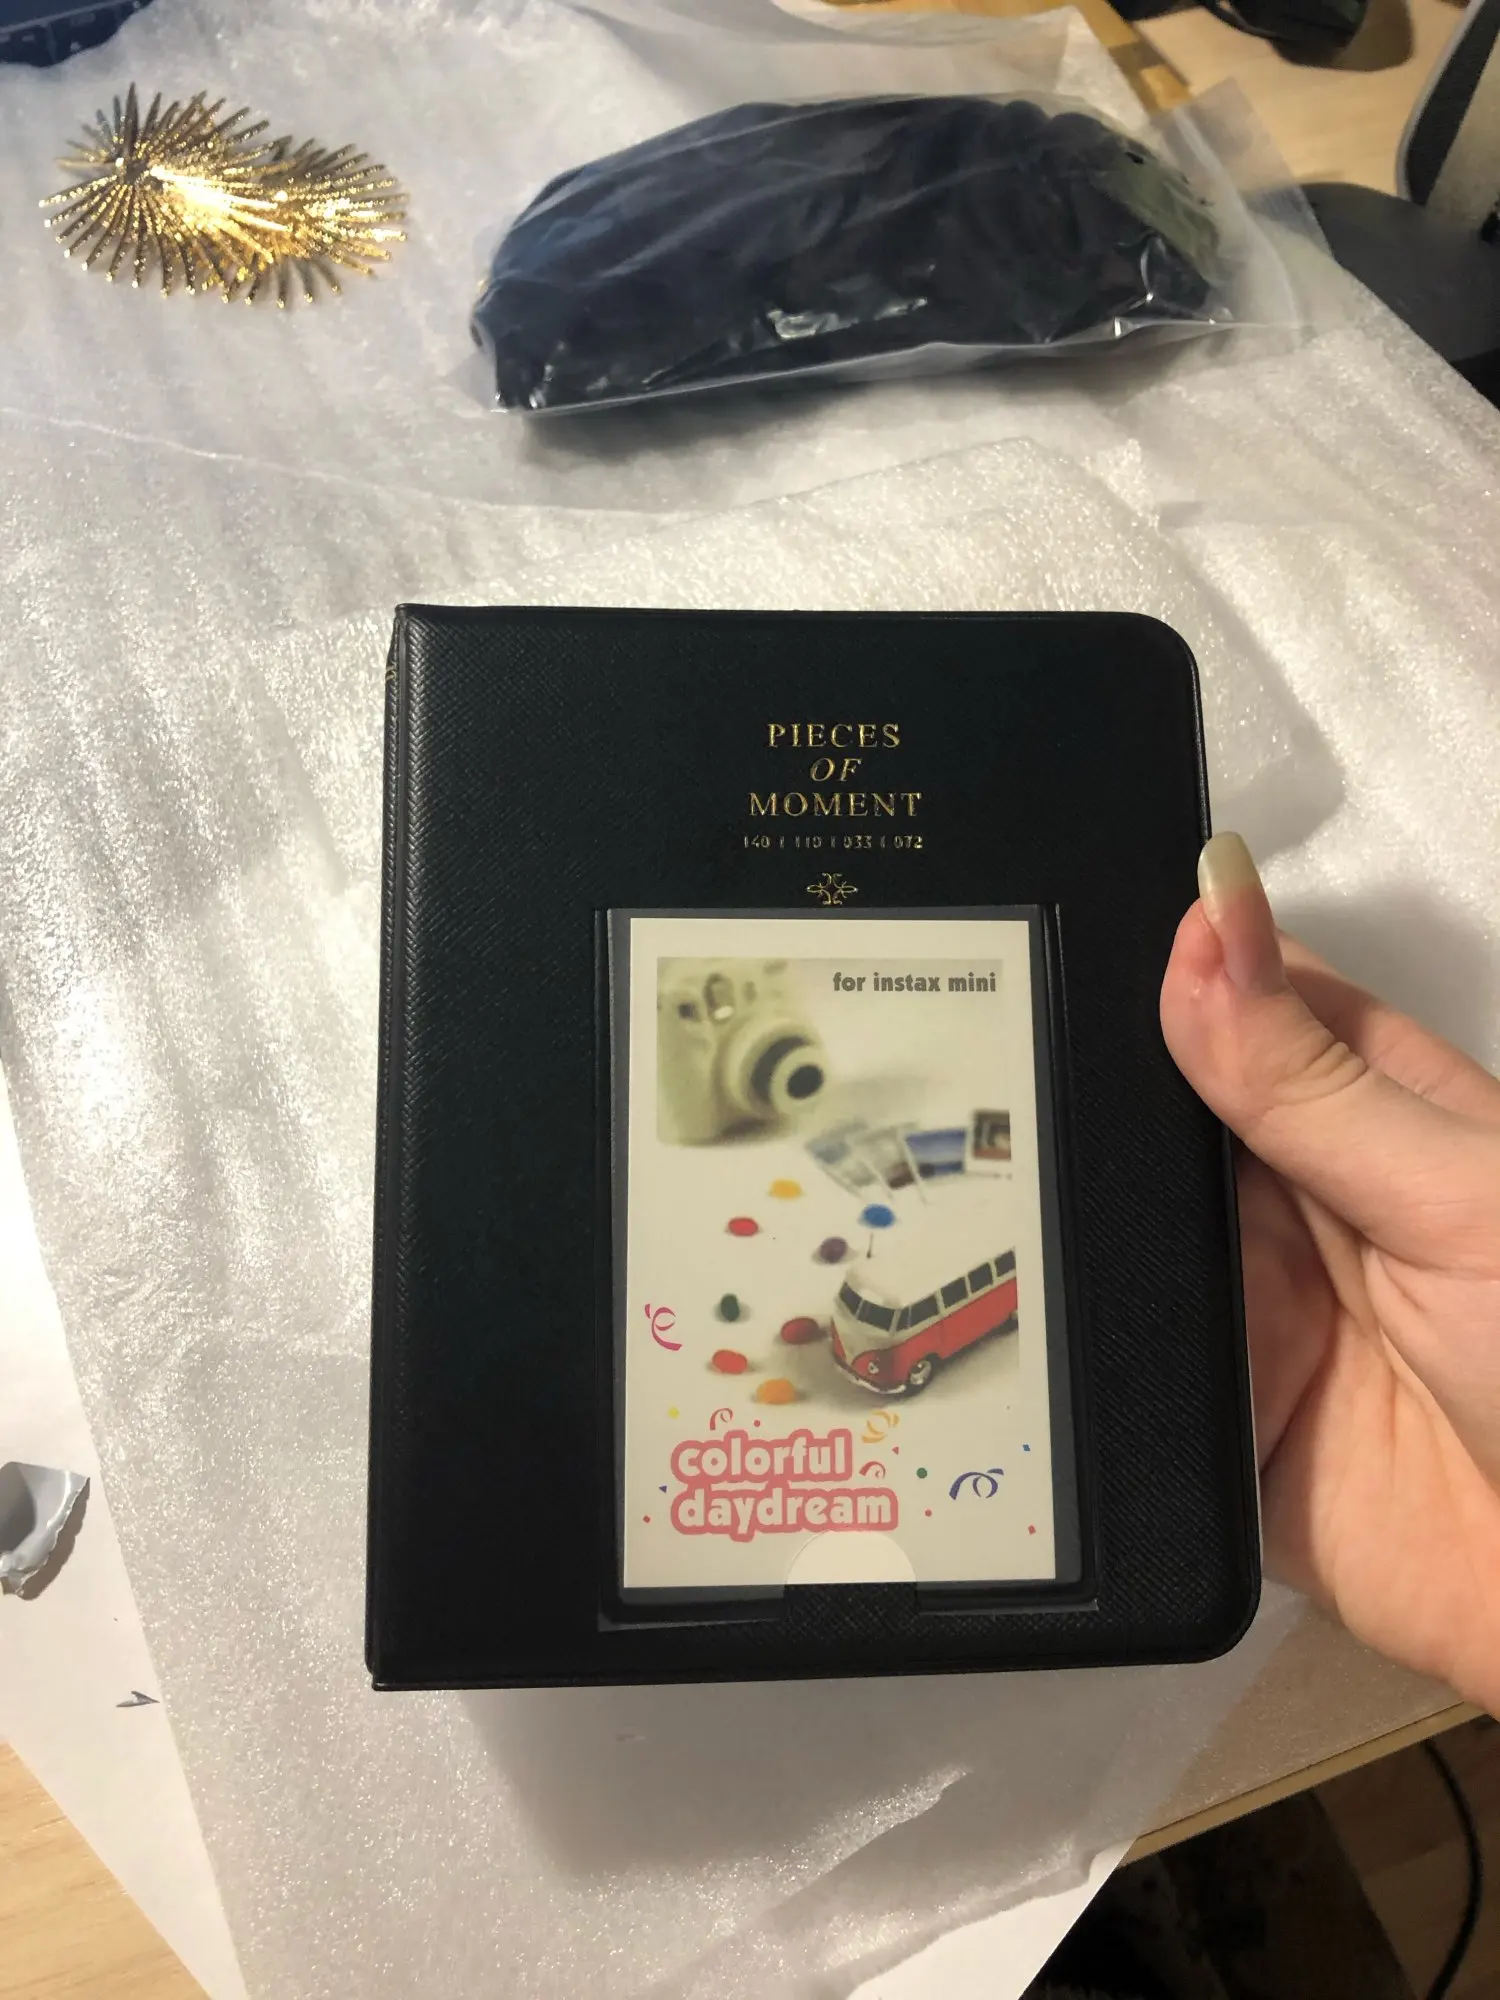 PIECES
OF
MOMENT
140 I 110 I 033 I 072
for instax mini
colorful
daydream